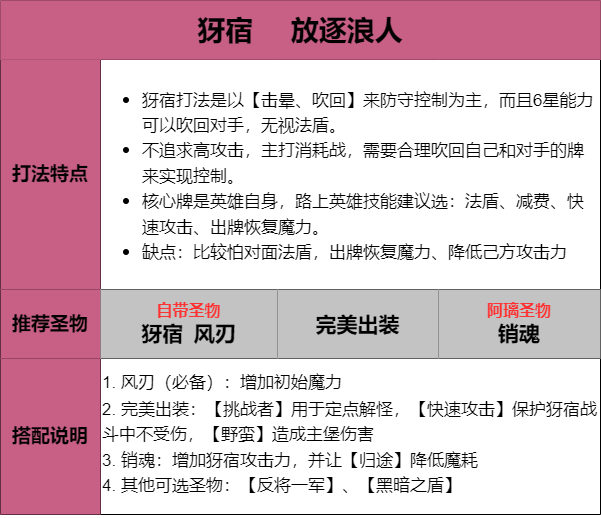 犽宿 放逐浪人
打法特点
• 犽宿打法是以【击晕、吹回】来防守控制为主，而且6星能力
可以吹回对手，无视法盾。
• 不追求高攻击，主打消耗战，需要合理吹回自己和对手的牌
来实现控制。
• 核心牌是英雄自身，路上英雄技能建议选：法盾、减费、快
速攻击、出牌恢复魔力。
• 缺点：比较怕对面法盾，出牌恢复魔力、降低己方攻击力
推荐圣物
自带圣物
犽宿 风刃
完美出装
阿璃圣物
销魂
搭配说明
1. 风刃（必备）：增加初始魔力
2. 完美出装：【挑战者】用于定点解怪，【快速攻击】保护犽宿战
斗中不受伤，【野蛮】造成主堡伤害
3. 销魂：增加犽宿攻击力，并让【归途】降低魔耗
4. 其他可选圣物：【反将一军】、【黑暗之盾】